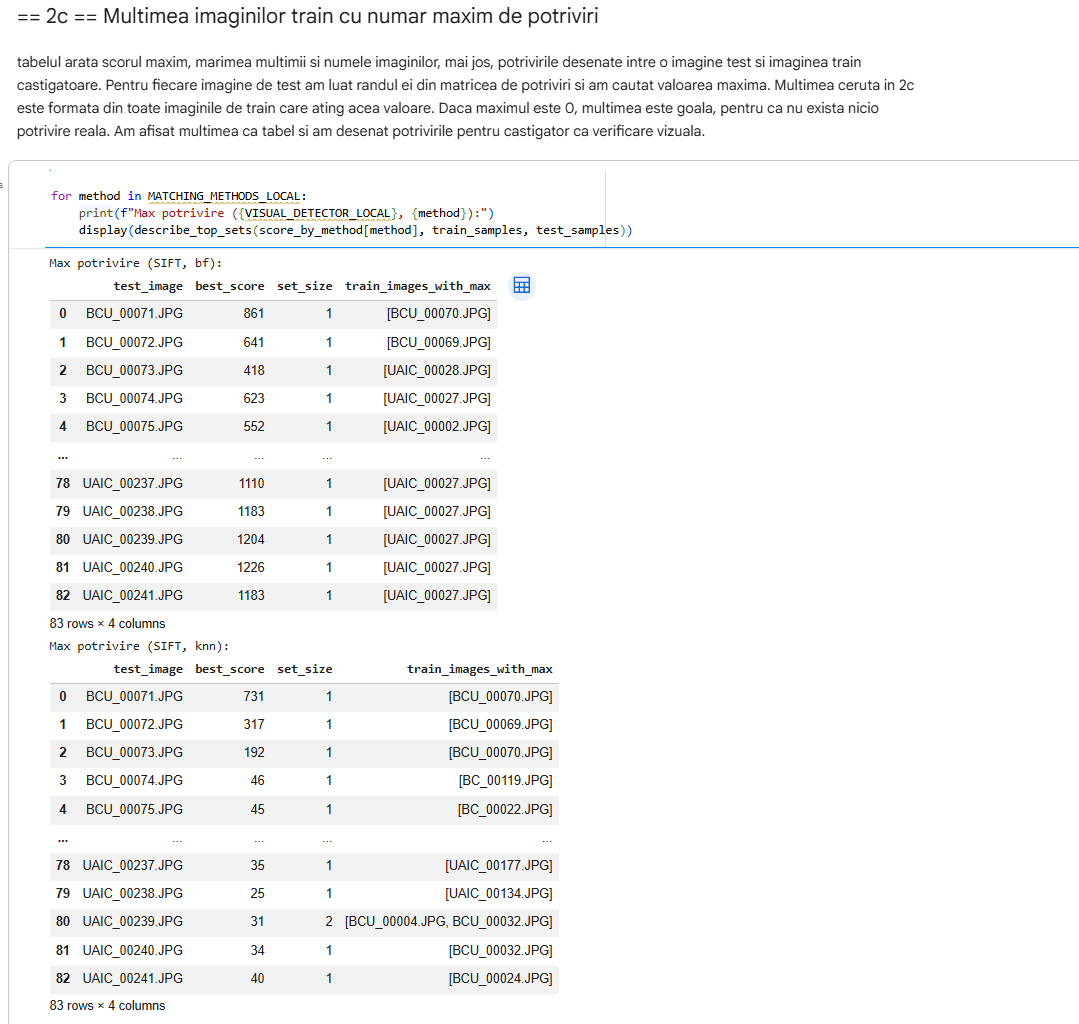 == 2c == Multimea imaginilor train cu numar maxim de potriviri
tabelul arata scorul maxim, marimea multimii si numele imaginilor, mai jos, potrivirile desenate intre o imagine test si imaginea train
castigatoare. Pentru fiecare imagine de test am luat randul ei din matricea de potriviri si am cautat valoarea maxima. Multimea ceruta in 2c
este formata din toate imaginile de train care ating acea valoare. Daca maximul este 0, multimea este goala, pentru ca nu exista nicio
potrivire reala. Am afisat multimea ca tabel si am desenat potrivirile pentru castigator ca verificare vizuala.
s
for method in MATCHING_METHODS_LOCAL:
    print(f"Max potrivire ({VISUAL_DETECTOR_LOCAL}, {method}):")
    display(describe_top_sets(score_by_method[method], train_samples, test_samples))
Max potrivire (SIFT, bf):
test_image best_score set_size train_images_with_max
0 BCU_00071.JPG 861 1 [BCU_00070.JPG]
1 BCU_00072.JPG 641 1 [BCU_00069.JPG]
2 BCU_00073.JPG 418 1 [UAIC_00028.JPG]
3 BCU_00074.JPG 623 1 [UAIC_00027.JPG]
4 BCU_00075.JPG 552 1 [UAIC_00002.JPG]
... ... ... ... ...
78 UAIC_00237.JPG 1110 1 [UAIC_00027.JPG]
79 UAIC_00238.JPG 1183 1 [UAIC_00027.JPG]
80 UAIC_00239.JPG 1204 1 [UAIC_00027.JPG]
81 UAIC_00240.JPG 1226 1 [UAIC_00027.JPG]
82 UAIC_00241.JPG 1183 1 [UAIC_00027.JPG]
83 rows × 4 columns
Max potrivire (SIFT, knn):
test_image best_score set_size train_images_with_max
0 BCU_00071.JPG 731 1 [BCU_00070.JPG]
1 BCU_00072.JPG 317 1 [BCU_00069.JPG]
2 BCU_00073.JPG 192 1 [BCU_00070.JPG]
3 BCU_00074.JPG 46 1 [BC_00119.JPG]
4 BCU_00075.JPG 45 1 [BC_00022.JPG]
... ... ... ... ...
78 UAIC_00237.JPG 35 1 [UAIC_00177.JPG]
79 UAIC_00238.JPG 25 1 [UAIC_00134.JPG]
80 UAIC_00239.JPG 31 2 [BCU_00004.JPG, BCU_00032.JPG]
81 UAIC_00240.JPG 34 1 [BCU_00032.JPG]
82 UAIC_00241.JPG 40 1 [BCU_00024.JPG]
83 rows × 4 columns